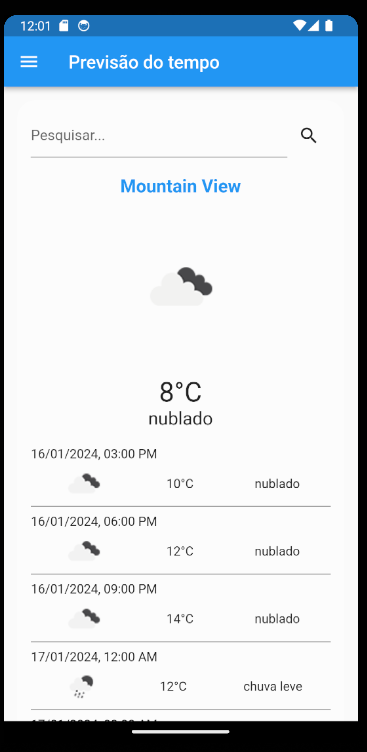 12:01
Previsão do tempo
Pesquisar...
Mountain View
8°C
nublado
16/01/2024, 03:00 PM
10°C nublado
16/01/2024, 06:00 PM
12°C nublado
16/01/2024, 09:00 PM
14°C nublado
17/01/2024, 12:00 AM
12°C chuva leve